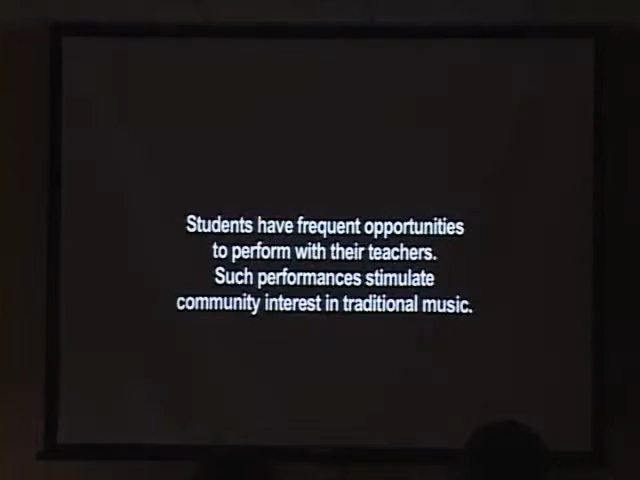 Students have frequent opportunities
to perform with their teachers.
Such performances stimulate
community interest in traditional music.